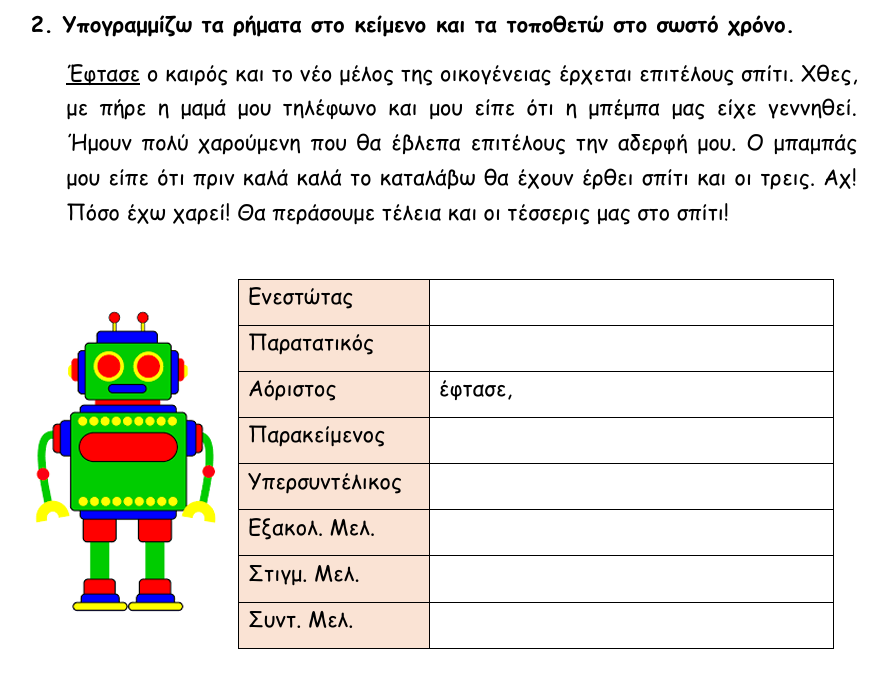 2. Υπογραμμίζω τα ρήματα στο κείμενο και τα τοποθετώ στο σωστό χρόνο.
Έφτασε ο καιρός και το νέο μέλος της οικογένειας έρχεται επιτέλους σπίτι. Χθες,
με πήρε η μαμά μου τηλέφωνο και μου είπε ότι η μπέμπα μας είχε γεννηθεί.
Ήμουν πολύ χαρούμενη που θα έβλεπα επιτέλους την αδερφή μου. Ο μπαμπάς
μου είπε ότι πριν καλά καλά το καταλάβω θα έχουν έρθει σπίτι και οι τρεις. Αχ!
Πόσο έχω χαρεί! Θα περάσουμε τέλεια και οι τέσσερις μας στο σπίτι!
Ενεστώτας
Παρατατικός
Αόριστος έφτασε,
Παρακείμενος
Υπερσυντέλικος
Εξακολ. Μελ.
Στιγμ. Μελ.
Συντ. Μελ.